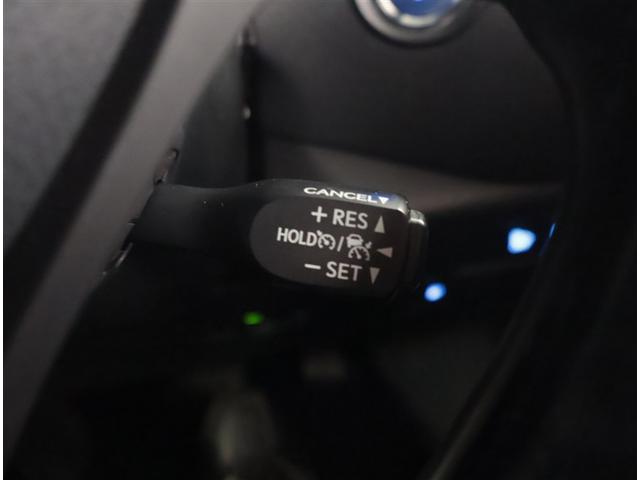 CANCEL▼
+ RES ▲
HOLD / ◀
− SET ▼